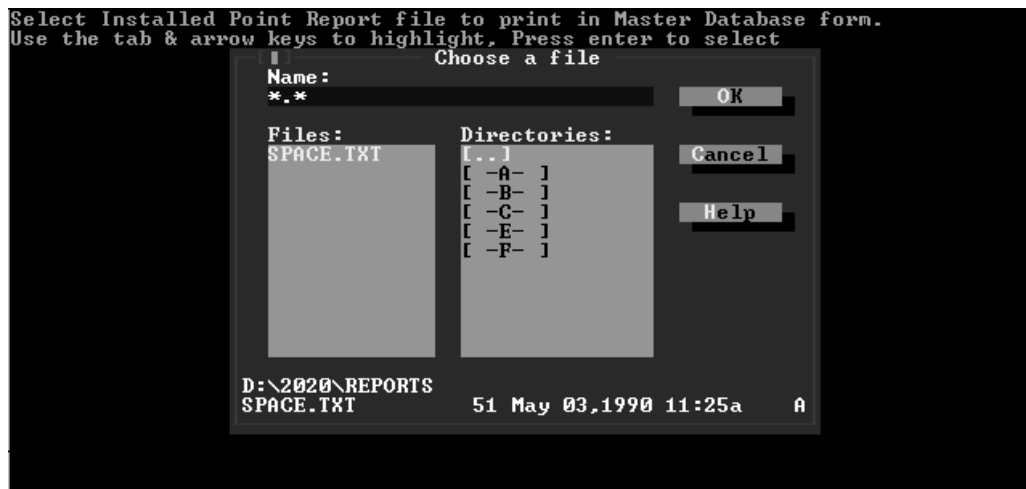 Select Installed Point Report file to print in Master Database form.
Use the tab & arrow keys to highlight, Press enter to select
[▮] Choose a file
Name:
*.*
OK
Files:
SPACE.TXT
Directories:
[..]
[ -A- ]
[ -B- ]
[ -C- ]
[ -E- ]
[ -F- ]
Cancel
Help
D:\2020\REPORTS
SPACE.TXT 51 May 03,1990 11:25a A